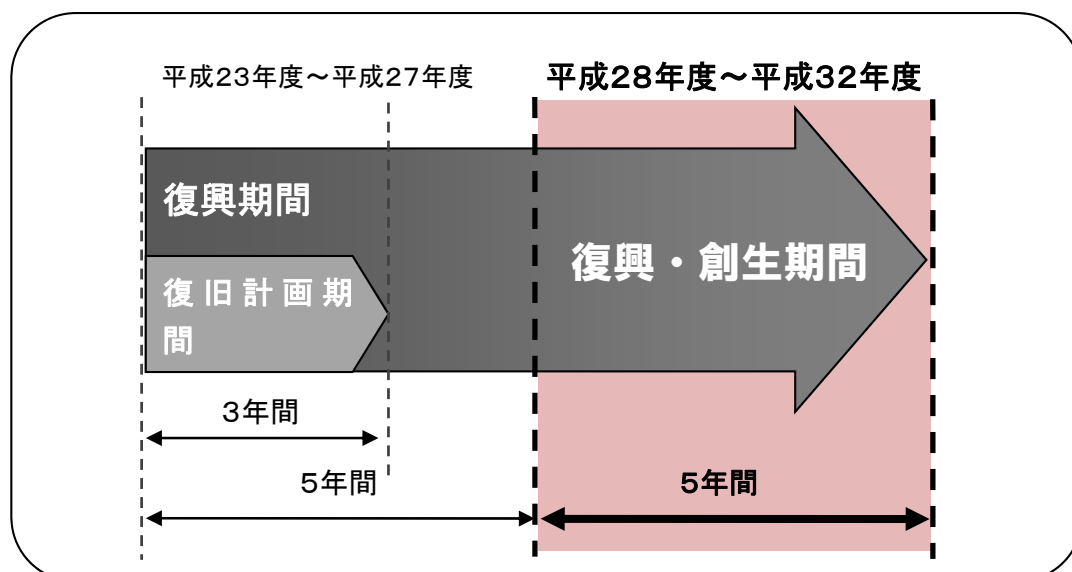 平成23年度～平成27年度
平成28年度～平成32年度
復興期間
復旧計画期
間
復興・創生期間
3年間
5年間
5年間